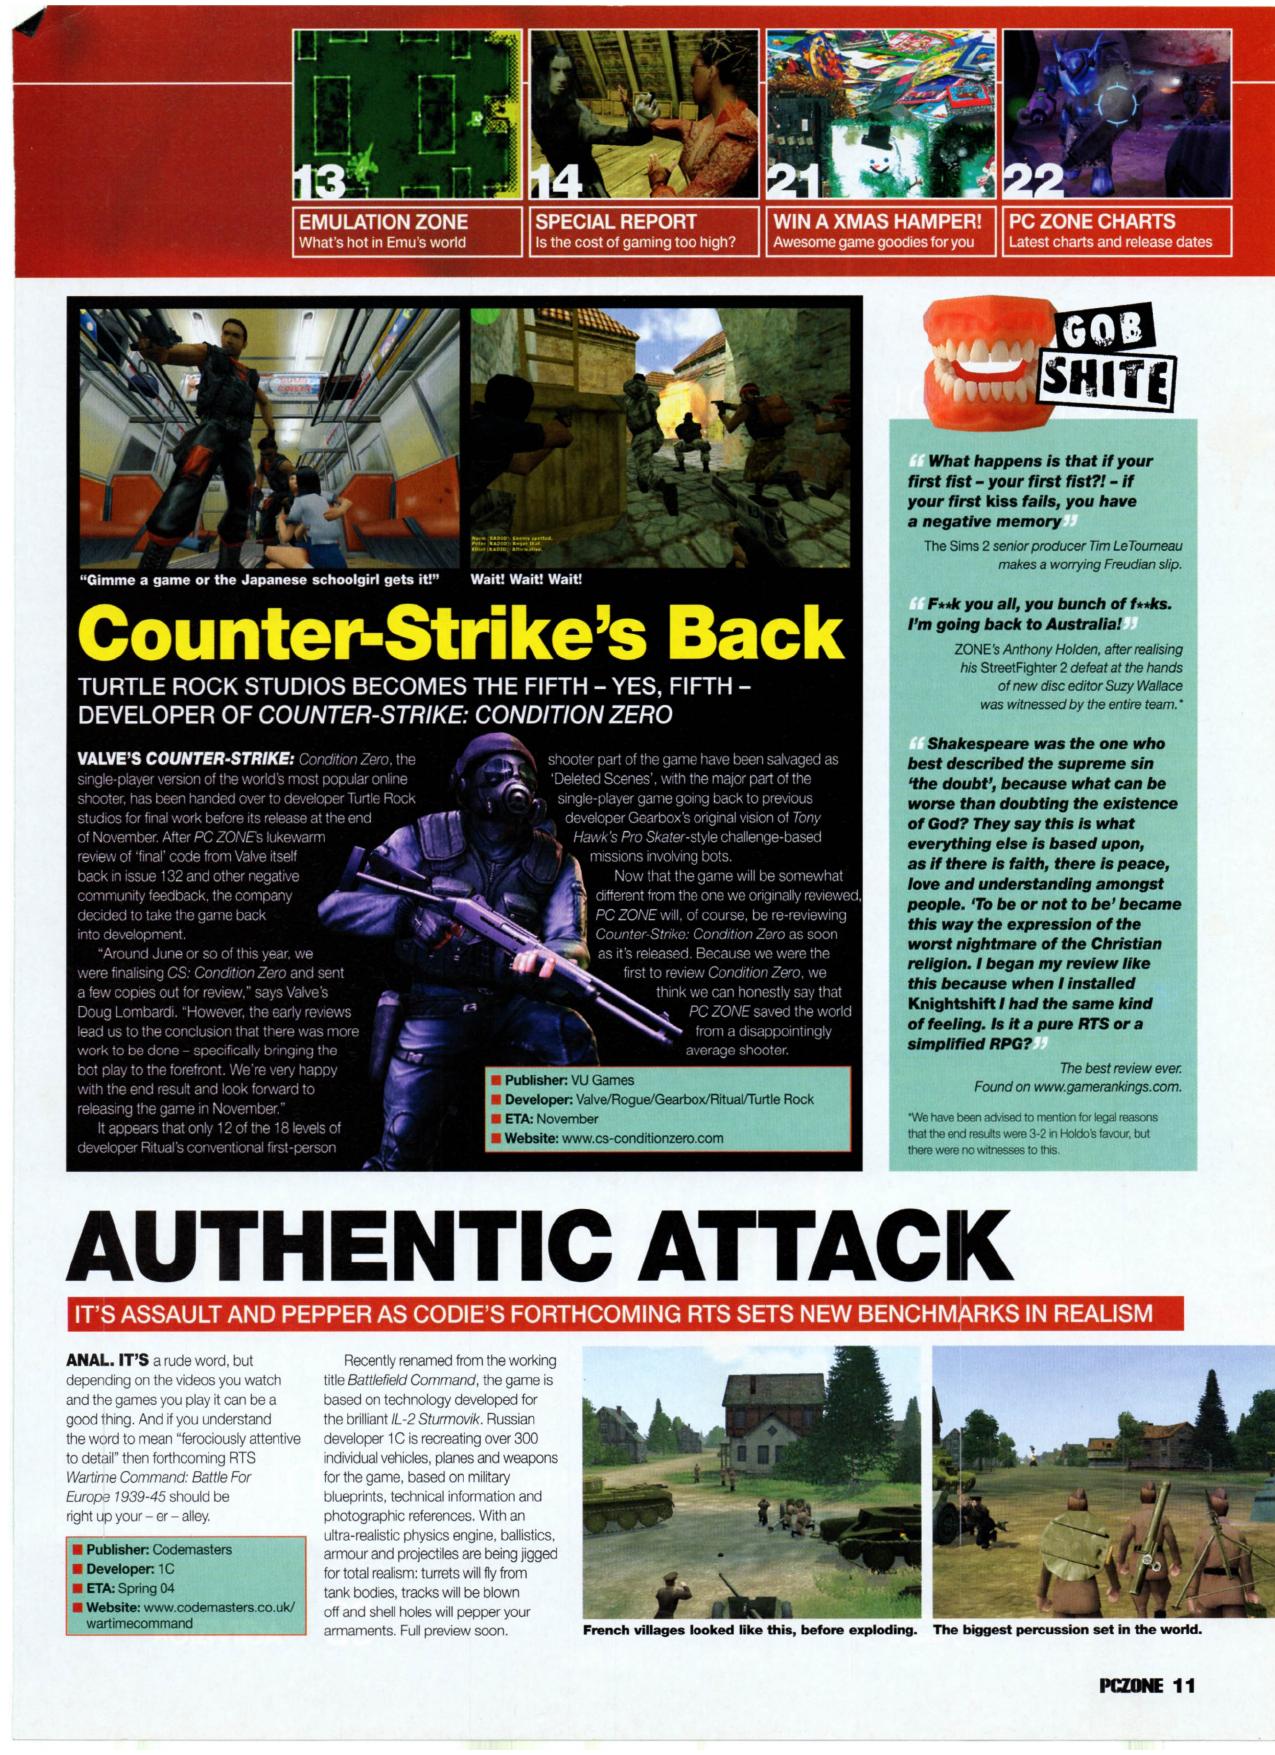 13
EMULATION ZONE
What's hot in Emu's world
14
SPECIAL REPORT
Is the cost of gaming too high?
21
WIN A XMAS HAMPER!
Awesome game goodies for you
22
PC ZONE CHARTS
Latest charts and release dates
"Gimme a game or the Japanese schoolgirl gets it!"
Wait! Wait! Wait!
Counter-Strike's Back
TURTLE ROCK STUDIOS BECOMES THE FIFTH – YES, FIFTH –
DEVELOPER OF COUNTER-STRIKE: CONDITION ZERO
VALVE'S COUNTER-STRIKE: Condition Zero, the
single-player version of the world's most popular online
shooter, has been handed over to developer Turtle Rock
studios for final work before its release at the end
of November. After PC ZONE's lukewarm
review of 'final' code from Valve itself
back in issue 132 and other negative
community feedback, the company
decided to take the game back
into development.
"Around June or so of this year, we
were finalising CS: Condition Zero and sent
a few copies out for review," says Valve's
Doug Lombardi. "However, the early reviews
lead us to the conclusion that there was more
work to be done – specifically bringing the
bot play to the forefront. We're very happy
with the end result and look forward to
releasing the game in November."
It appears that only 12 of the 18 levels of
developer Ritual's conventional first-person
shooter part of the game have been salvaged as
'Deleted Scenes', with the major part of the
single-player game going back to previous
developer Gearbox's original vision of Tony
Hawk's Pro Skater-style challenge-based
missions involving bots.
Now that the game will be somewhat
different from the one we originally reviewed,
PC ZONE will, of course, be re-reviewing
Counter-Strike: Condition Zero as soon
as it's released. Because we were the
first to review Condition Zero, we
think we can honestly say that
PC ZONE saved the world
from a disappointingly
average shooter.
Publisher: VU Games
Developer: Valve/Rogue/Gearbox/Ritual/Turtle Rock
ETA: November
Website: www.cs-conditionzero.com
GOB
SHITE
"What happens is that if your
first fist – your first fist?! – if
your first kiss fails, you have
a negative memory"
The Sims 2 senior producer Tim LeTourneau
makes a worrying Freudian slip.
"F**k you all, you bunch of f**ks.
I'm going back to Australia!"
ZONE's Anthony Holden, after realising
his StreetFighter 2 defeat at the hands
of new disc editor Suzy Wallace
was witnessed by the entire team.*
"Shakespeare was the one who
best described the supreme sin
'the doubt', because what can be
worse than doubting the existence
of God? They say this is what
everything else is based upon,
as if there is faith, there is peace,
love and understanding amongst
people. 'To be or not to be' became
this way the expression of the
worst nightmare of the Christian
religion. I began my review like
this because when I installed
Knightshift I had the same kind
of feeling. Is it a pure RTS or a
simplified RPG?"
The best review ever.
Found on www.gamerankings.com.
*We have been advised to mention for legal reasons
that the end results were 3-2 in Holdo's favour, but
there were no witnesses to this.
AUTHENTIC ATTACK
IT'S ASSAULT AND PEPPER AS CODIE'S FORTHCOMING RTS SETS NEW BENCHMARKS IN REALISM
ANAL. IT'S a rude word, but
depending on the videos you watch
and the games you play it can be a
good thing. And if you understand
the word to mean "ferociously attentive
to detail" then forthcoming RTS
Wartime Command: Battle For
Europe 1939-45 should be
right up your – er – alley.
Publisher: Codemasters
Developer: 1C
ETA: Spring 04
Website: www.codemasters.co.uk/
wartimecommand
Recently renamed from the working
title Battlefield Command, the game is
based on technology developed for
the brilliant IL-2 Sturmovik. Russian
developer 1C is recreating over 300
individual vehicles, planes and weapons
for the game, based on military
blueprints, technical information and
photographic references. With an
ultra-realistic physics engine, ballistics,
armour and projectiles are being jigged
for total realism: turrets will fly from
tank bodies, tracks will be blown
off and shell holes will pepper your
armaments. Full preview soon.
French villages looked like this, before exploding.
The biggest percussion set in the world.
PCZONE 11